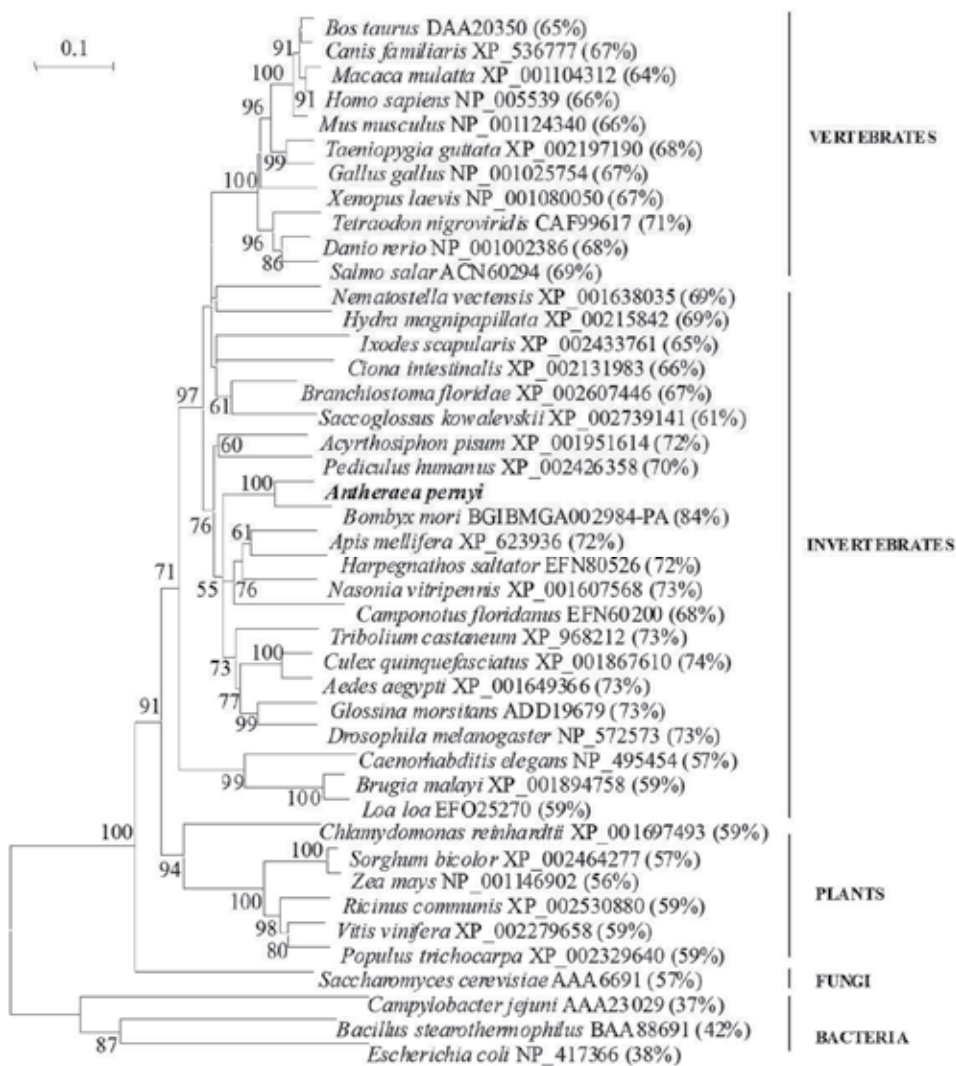 0.1
Bos taurus DAA20350 (65%)
91
Canis familiaris XP_536777 (67%)
100
Macaca mulatta XP_001104312 (64%)
91
Homo sapiens NP_005539 (66%)
96
Mus musculus NP_001124340 (66%)
VERTEBRATES
Taeniopygia guttata XP_002197190 (68%)
99
Gallus gallus NP_001025754 (67%)
100
Xenopus laevis NP_001080050 (67%)
Tetraodon nigroviridis CAF99617 (71%)
96
Danio rerio NP_001002386 (68%)
86
Salmo salar ACN60294 (69%)
Nematostella vectensis XP_001638035 (69%)
Hydra magnipapillata XP_00215842 (69%)
Ixodes scapularis XP_002433761 (65%)
Ciona intestinalis XP_002131983 (66%)
97
Branchiostoma floridae XP_002607446 (67%)
61
Saccoglossus kowalevskii XP_002739141 (61%)
60
Acyrthosiphon pisum XP_001951614 (72%)
Pediculus humanus XP_002426358 (70%)
100
Antheraea pernyi
Bombyx mori BGIBMGA002984-PA (84%)
76
61
Apis mellifera XP_623936 (72%)
INVERTEBRATES
Harpegnathos saltator EFN80526 (72%)
71
55
76
Nasonia vitripennis XP_001607568 (73%)
Camponotus floridanus EFN60200 (68%)
Tribolium castaneum XP_968212 (73%)
73
100
Culex quinquefasciatus XP_001867610 (74%)
Aedes aegypti XP_001649366 (73%)
77
91
Glossina morsitans ADD19679 (73%)
99
Drosophila melanogaster NP_572573 (73%)
Caenorhabditis elegans NP_495454 (57%)
99
Brugia malayi XP_001894758 (59%)
100
Loa loa EFO25270 (59%)
100
Chlamydomonas reinhardtii XP_001697493 (59%)
94
100
Sorghum bicolor XP_002464277 (57%)
Zea mays NP_001146902 (56%)
PLANTS
100
Ricinus communis XP_002530880 (59%)
98
Vitis vinifera XP_002279658 (59%)
80
Populus trichocarpa XP_002329640 (59%)
Saccharomyces cerevisiae AAA6691 (57%)
FUNGI
Campylobacter jejuni AAA23029 (37%)
Bacillus stearothermophilus BAA88691 (42%)
BACTERIA
87
Escherichia coli NP_417366 (38%)